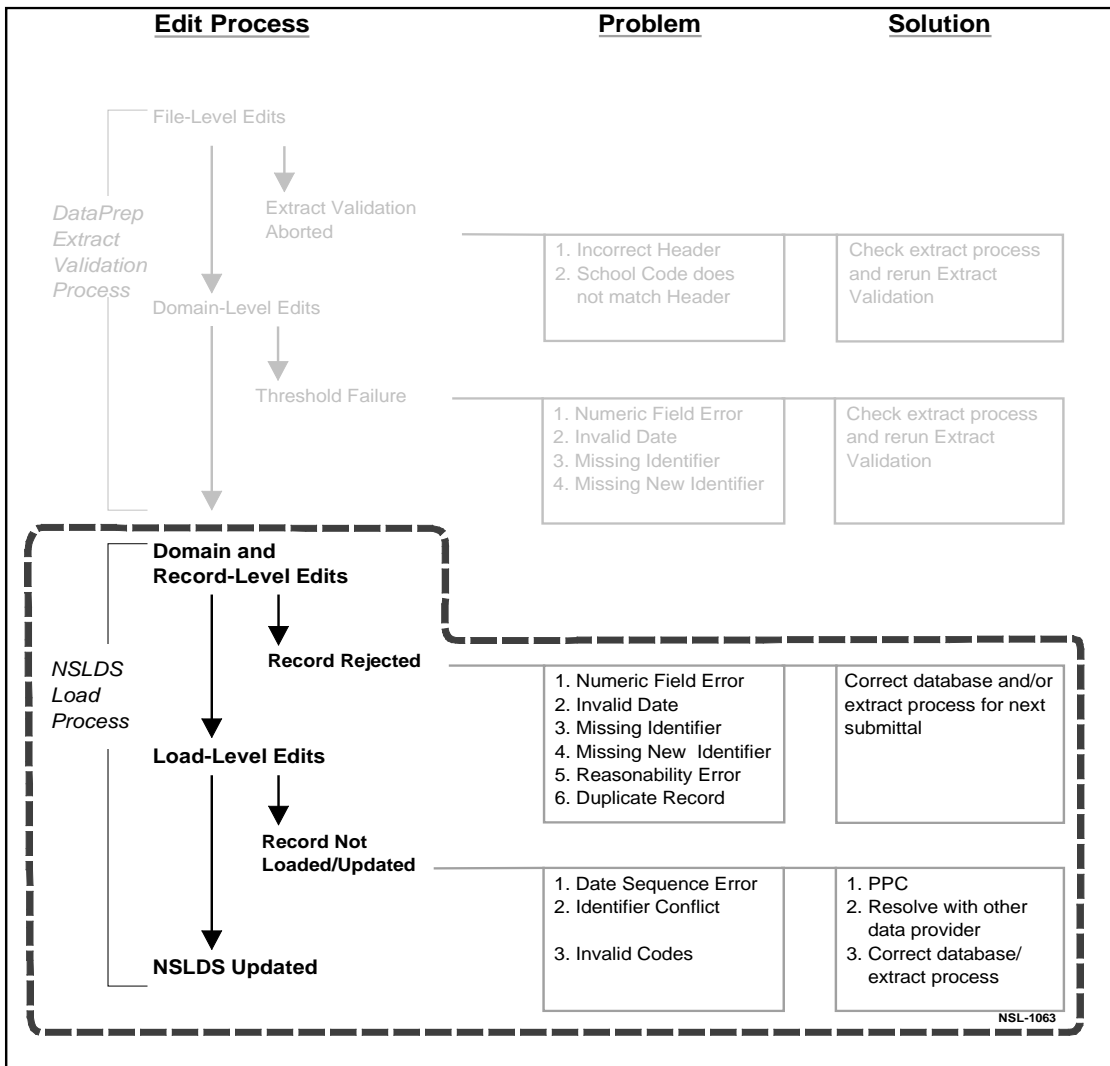 Edit Process
Problem
Solution
File-Level Edits
DataPrep
Extract
Validation
Process
Extract Validation
Aborted
1. Incorrect Header
2. School Code does
not match Header
Check extract process
and rerun Extract
Validation
Domain-Level Edits
Threshold Failure
1. Numeric Field Error
2. Invalid Date
3. Missing Identifier
4. Missing New Identifier
Check extract process
and rerun Extract
Validation
Domain and
Record-Level Edits
NSLDS
Load
Process
Record Rejected
1. Numeric Field Error
2. Invalid Date
3. Missing Identifier
4. Missing New Identifier
5. Reasonability Error
6. Duplicate Record
Correct database and/or
extract process for next
submittal
Load-Level Edits
Record Not
Loaded/Updated
1. Date Sequence Error
2. Identifier Conflict
3. Invalid Codes
1. PPC
2. Resolve with other
data provider
3. Correct database/
extract process
NSLDS Updated
NSL-1063